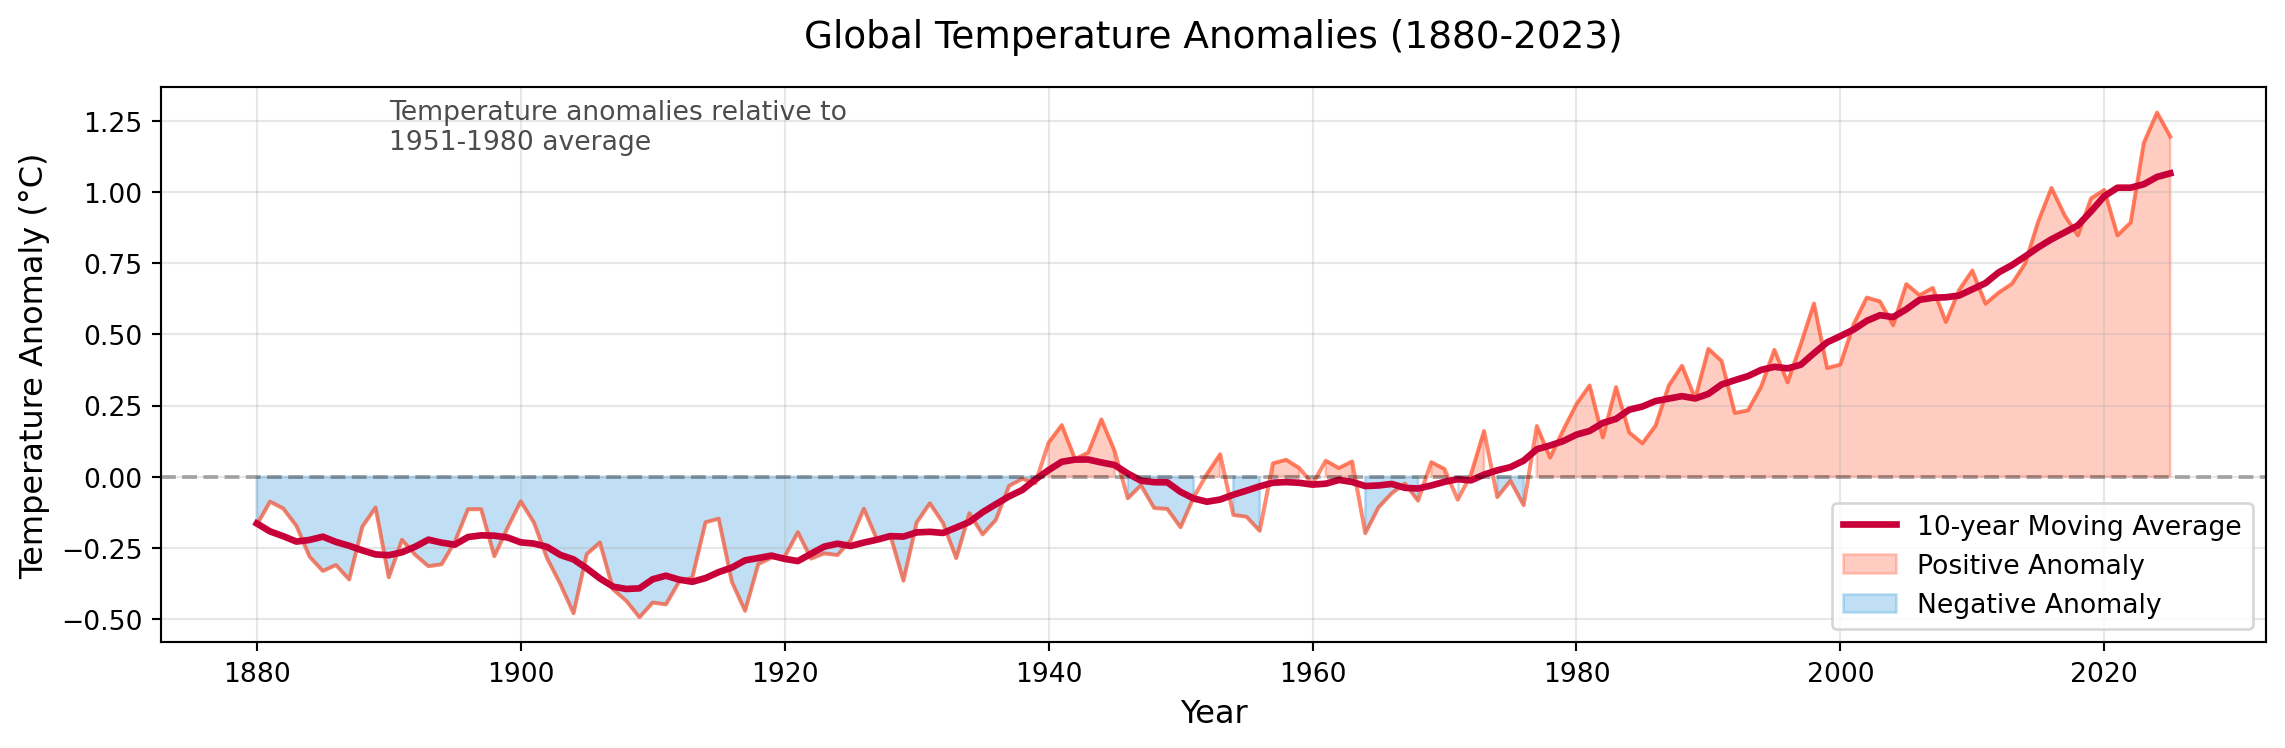 Global Temperature Anomalies (1880-2023)
Temperature anomalies relative to
1951-1980 average
Temperature Anomaly (°C)
1.25
1.00
0.75
0.50
0.25
0.00
−0.25
−0.50
10-year Moving Average
Positive Anomaly
Negative Anomaly
1880 1900 1920 1940 1960 1980 2000 2020
Year